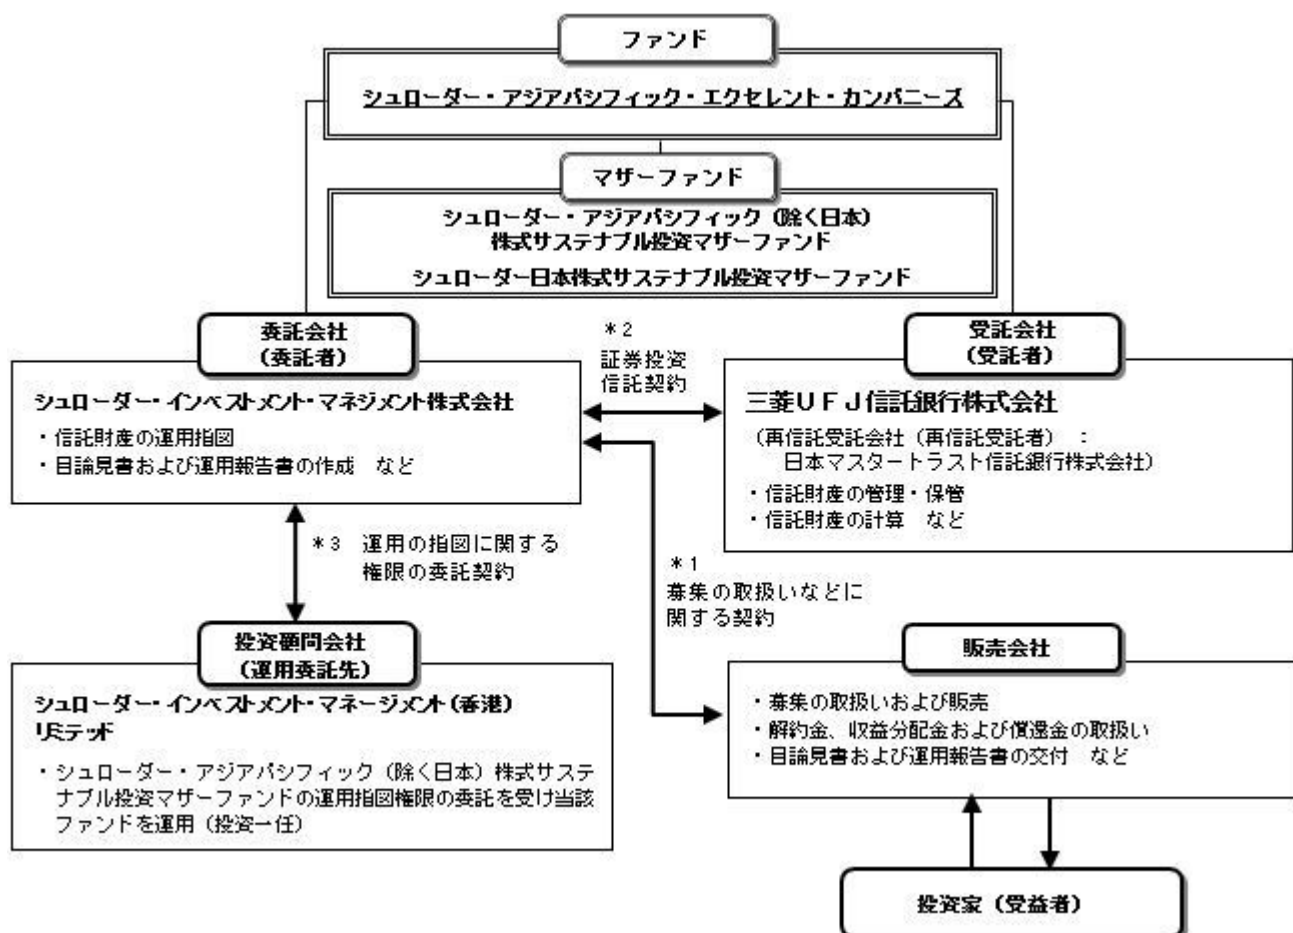 ファンド
シュローダー・アジアパシフィック・エクセレント・カンパニーズ
マザーファンド
シュローダー・アジアパシフィック（除く日本）
株式サステナブル投資マザーファンド
シュローダー日本株式サステナブル投資マザーファンド
委託会社
（委託者）
シュローダー・インベストメント・マネジメント株式会社
・信託財産の運用指図
・目論見書および運用報告書の作成　など
＊2
証券投資
信託契約
受託会社
（受託者）
三菱ＵＦＪ信託銀行株式会社
（再信託受託会社（再信託受託者）：
日本マスタートラスト信託銀行株式会社）
・信託財産の管理・保管
・信託財産の計算　など
＊3　運用の指図に関する
権限の委託契約
＊1
募集の取扱いなどに
関する契約
投資顧問会社
（運用委託先）
シュローダー・インベストメント・マネージメント（香港）
リミテッド
・シュローダー・アジアパシフィック（除く日本）株式サステ
ナブル投資マザーファンドの運用指図権限の委託を受け当該
ファンドを運用（投資一任）
販売会社
・募集の取扱いおよび販売
・解約金、収益分配金および償還金の取扱い
・目論見書および運用報告書の交付　など
投資家（受益者）